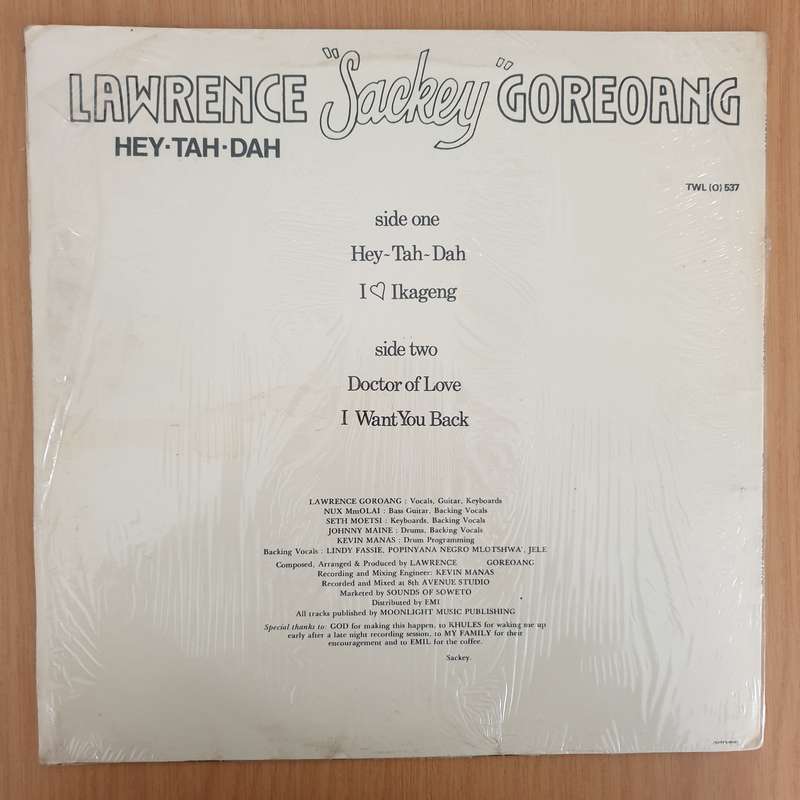 LAWRENCE "Sackey" GOREOANG
HEY·TAH·DAH
TWL (O) 537
side one
Hey~Tah~Dah
I ♡ Ikageng
side two
Doctor of Love
I Want You Back
LAWRENCE GOROANG : Vocals, Guitar, Keyboards
NUX MmOLAI : Bass Guitar, Backing Vocals
SETH MOETSI : Keyboards, Backing Vocals
JOHNNY MAINE : Drums, Backing Vocals
KEVIN MANAS : Drum Programming
Backing Vocals : LINDY FASSIE, POPINYANA NEGRO MLOTSHWA, JELE
Composed, Arranged & Produced by LAWRENCE GOREOANG
Recording and Mixing Engineer: KEVIN MANAS
Recorded and Mixed at 8th AVENUE STUDIO
Marketed by SOUNDS OF SOWETO
Distributed by EMI
All tracks published by MOONLIGHT MUSIC PUBLISHING
Special thanks to: GOD for making this happen, to KHULES for waking me up
early after a late night recording session, to MY FAMILY for their
encouragement and to EMIL for the coffee.
Sackey.